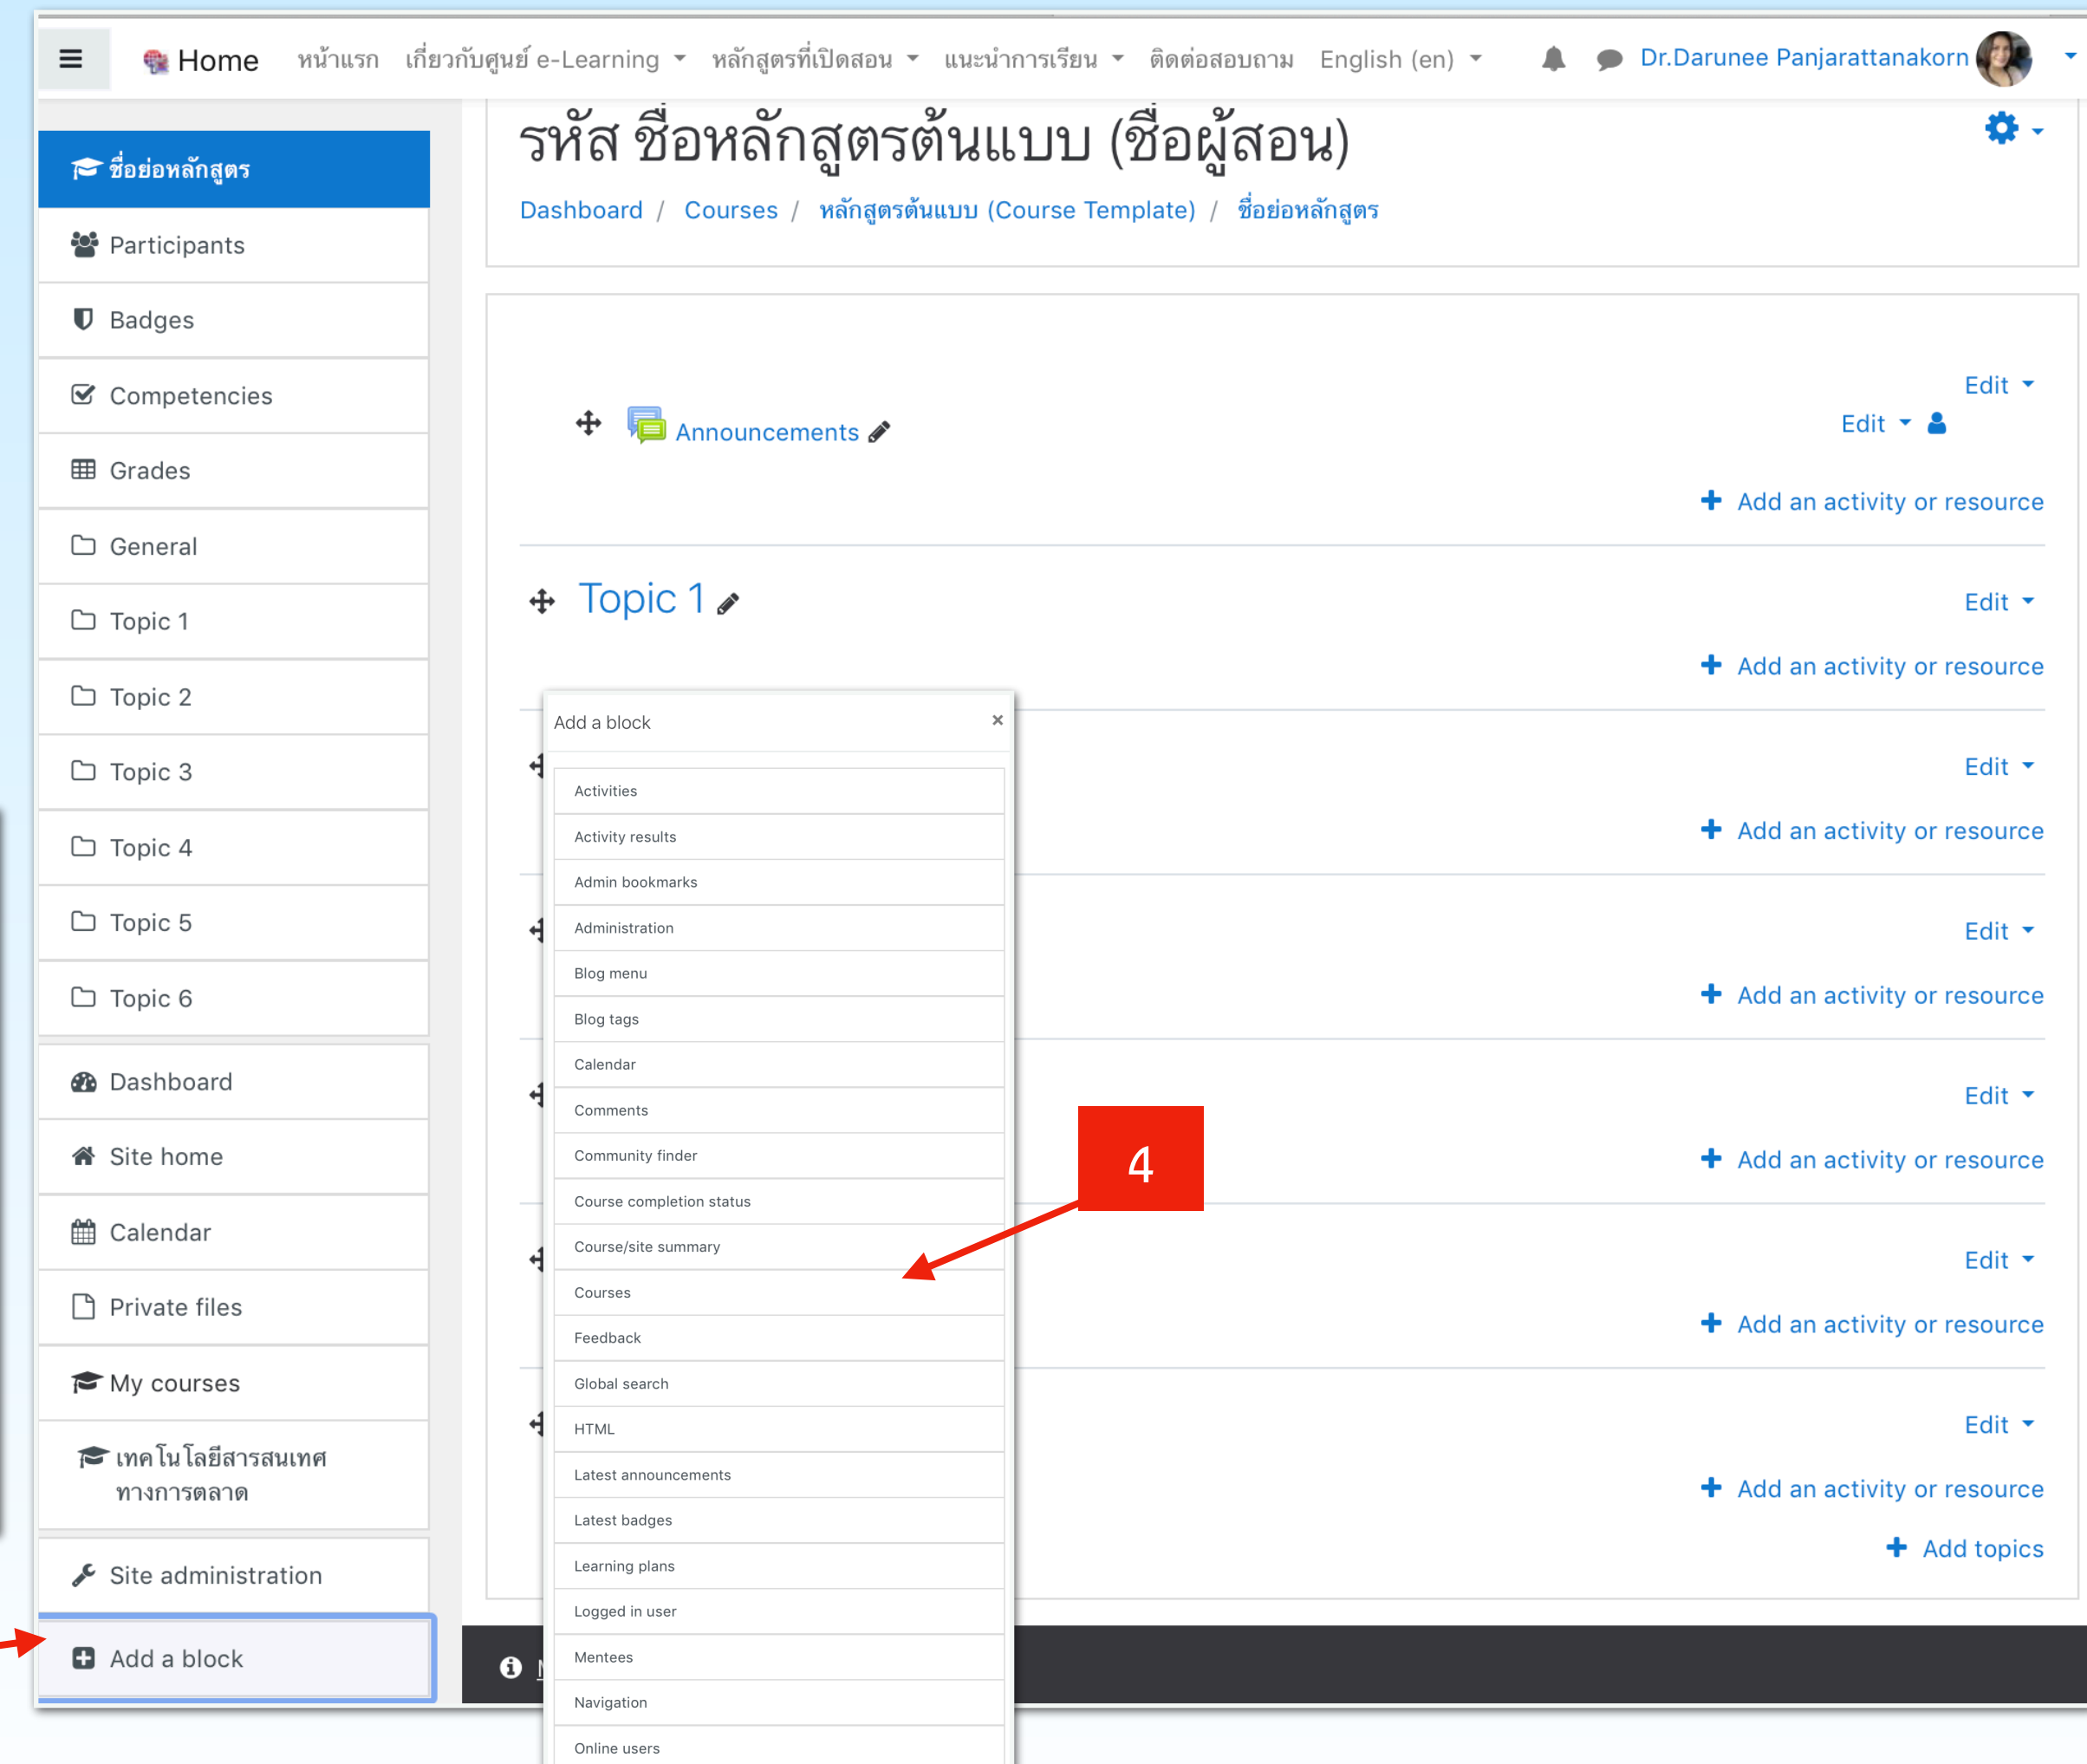 Home หน้าแรก เกี่ยวกับศูนย์ e-Learning หลักสูตรที่เปิดสอน แนะนำการเรียน ติดต่อสอบถาม English (en) Dr.Darunee Panjarattanakorn
รหัส ชื่อหลักสูตรต้นแบบ (ชื่อผู้สอน)
Dashboard / Courses / หลักสูตรต้นแบบ (Course Template) / ชื่อย่อหลักสูตร
ชื่อย่อหลักสูตร
Participants
Badges
Competencies
Grades
General
Topic 1
Topic 2
Topic 3
Topic 4
Topic 5
Topic 6
Dashboard
Site home
Calendar
Private files
My courses
เทคโนโลยีสารสนเทศ
ทางการตลาด
Site administration
Add a block
Edit
Announcements Edit
Add an activity or resource
Topic 1 Edit
Add an activity or resource
Edit
Add an activity or resource
Edit
Add an activity or resource
Edit
Add an activity or resource
Edit
Add an activity or resource
Edit
Add an activity or resource
Add topics
Add a block ×
Activities
Activity results
Admin bookmarks
Administration
Blog menu
Blog tags
Calendar
Comments
Community finder
Course completion status
Course/site summary
Courses
Feedback
Global search
HTML
Latest announcements
Latest badges
Learning plans
Logged in user
Mentees
Navigation
Online users
4